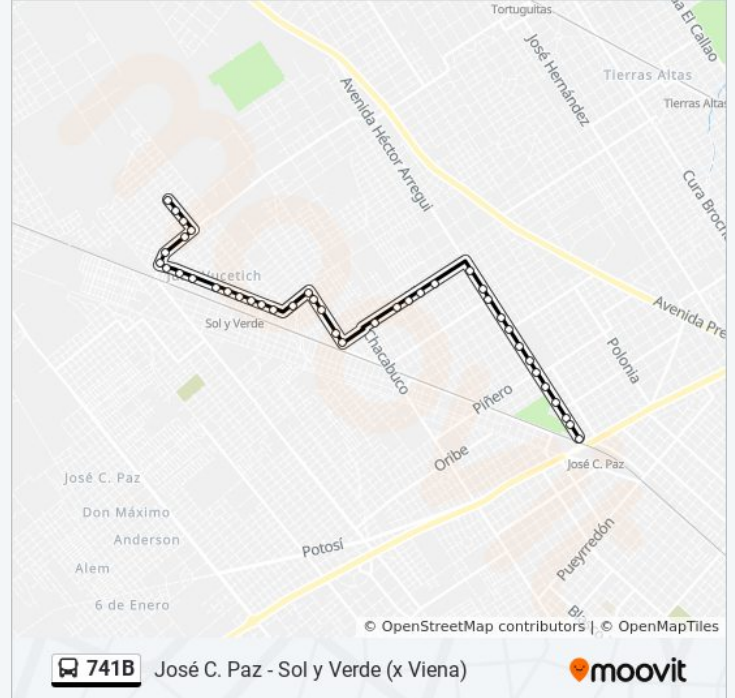 Tortuguitas
da El Callao
José Hernández
Tierras Altas
Tierras Altas
Avenida Héctor Arregui
Cura Broch
Vucetich
Sol y Verde
Avenida Pre
Chacabuco
Polonia
Piñero
Oribe
José C. Paz
José C. Paz
Don Máximo
Anderson
Potosí
Pueyrredón
Alem
6 de Enero
© OpenStreetMap contributors | © OpenMapTiles
741B José C. Paz - Sol y Verde (x Viena) moovit